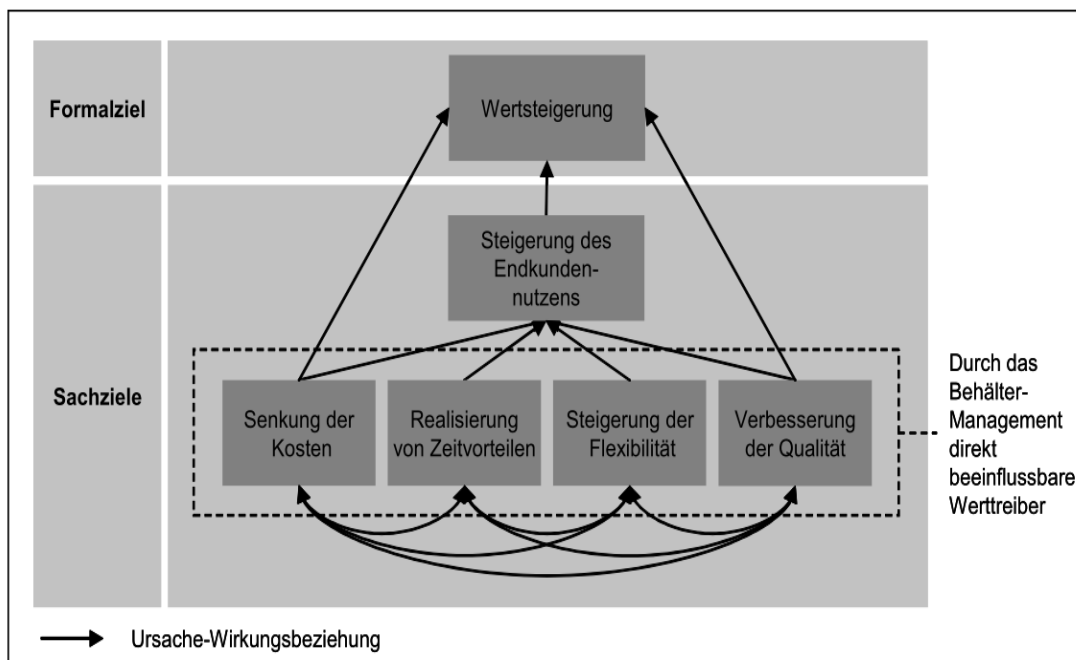 Formalziel
Wertsteigerung
Steigerung des
Endkunden-
nutzens
Sachziele
Senkung der
Kosten
Realisierung
von Zeitvorteilen
Steigerung der
Flexibilität
Verbesserung
der Qualität
Durch das
Behälter-
Management
direkt
beeinflussbare
Werttreiber
Ursache-Wirkungsbeziehung